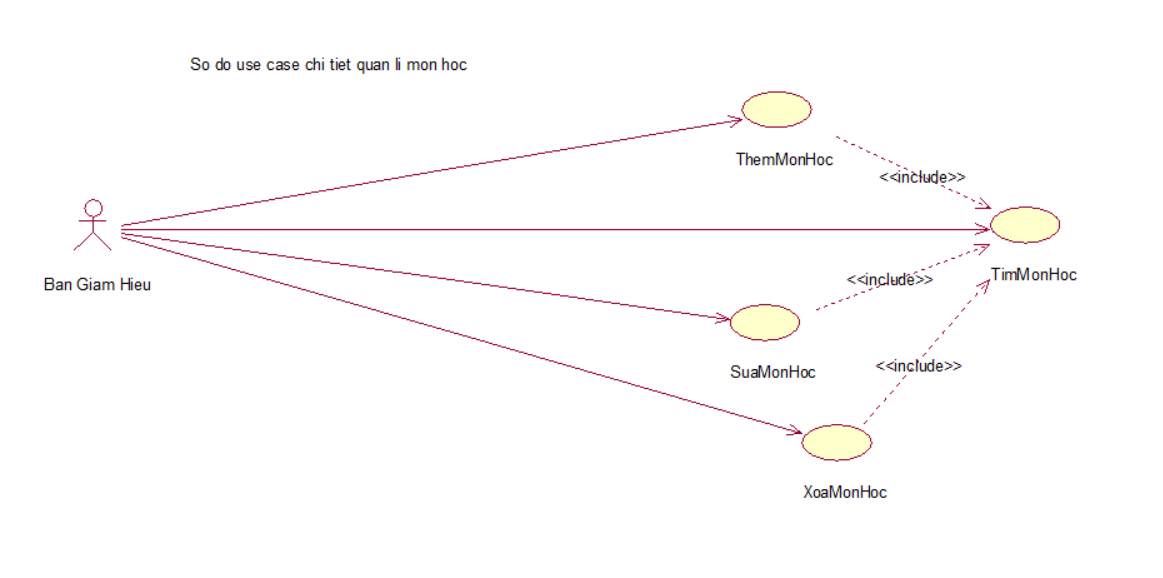 So do use case chi tiet quan li mon hoc
ThemMonHoc
<<include>>
Ban Giam Hieu
TimMonHoc
<<include>>
SuaMonHoc
<<include>>
XoaMonHoc